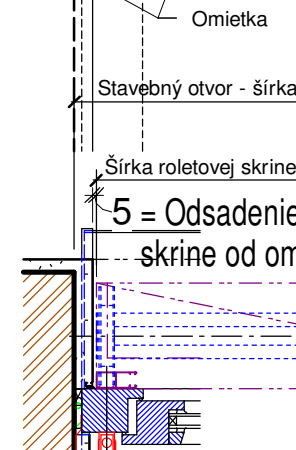 Omietka
Stavebný otvor - šírka
Šírka roletovej skrine
5 = Odsadenie
skrine od om